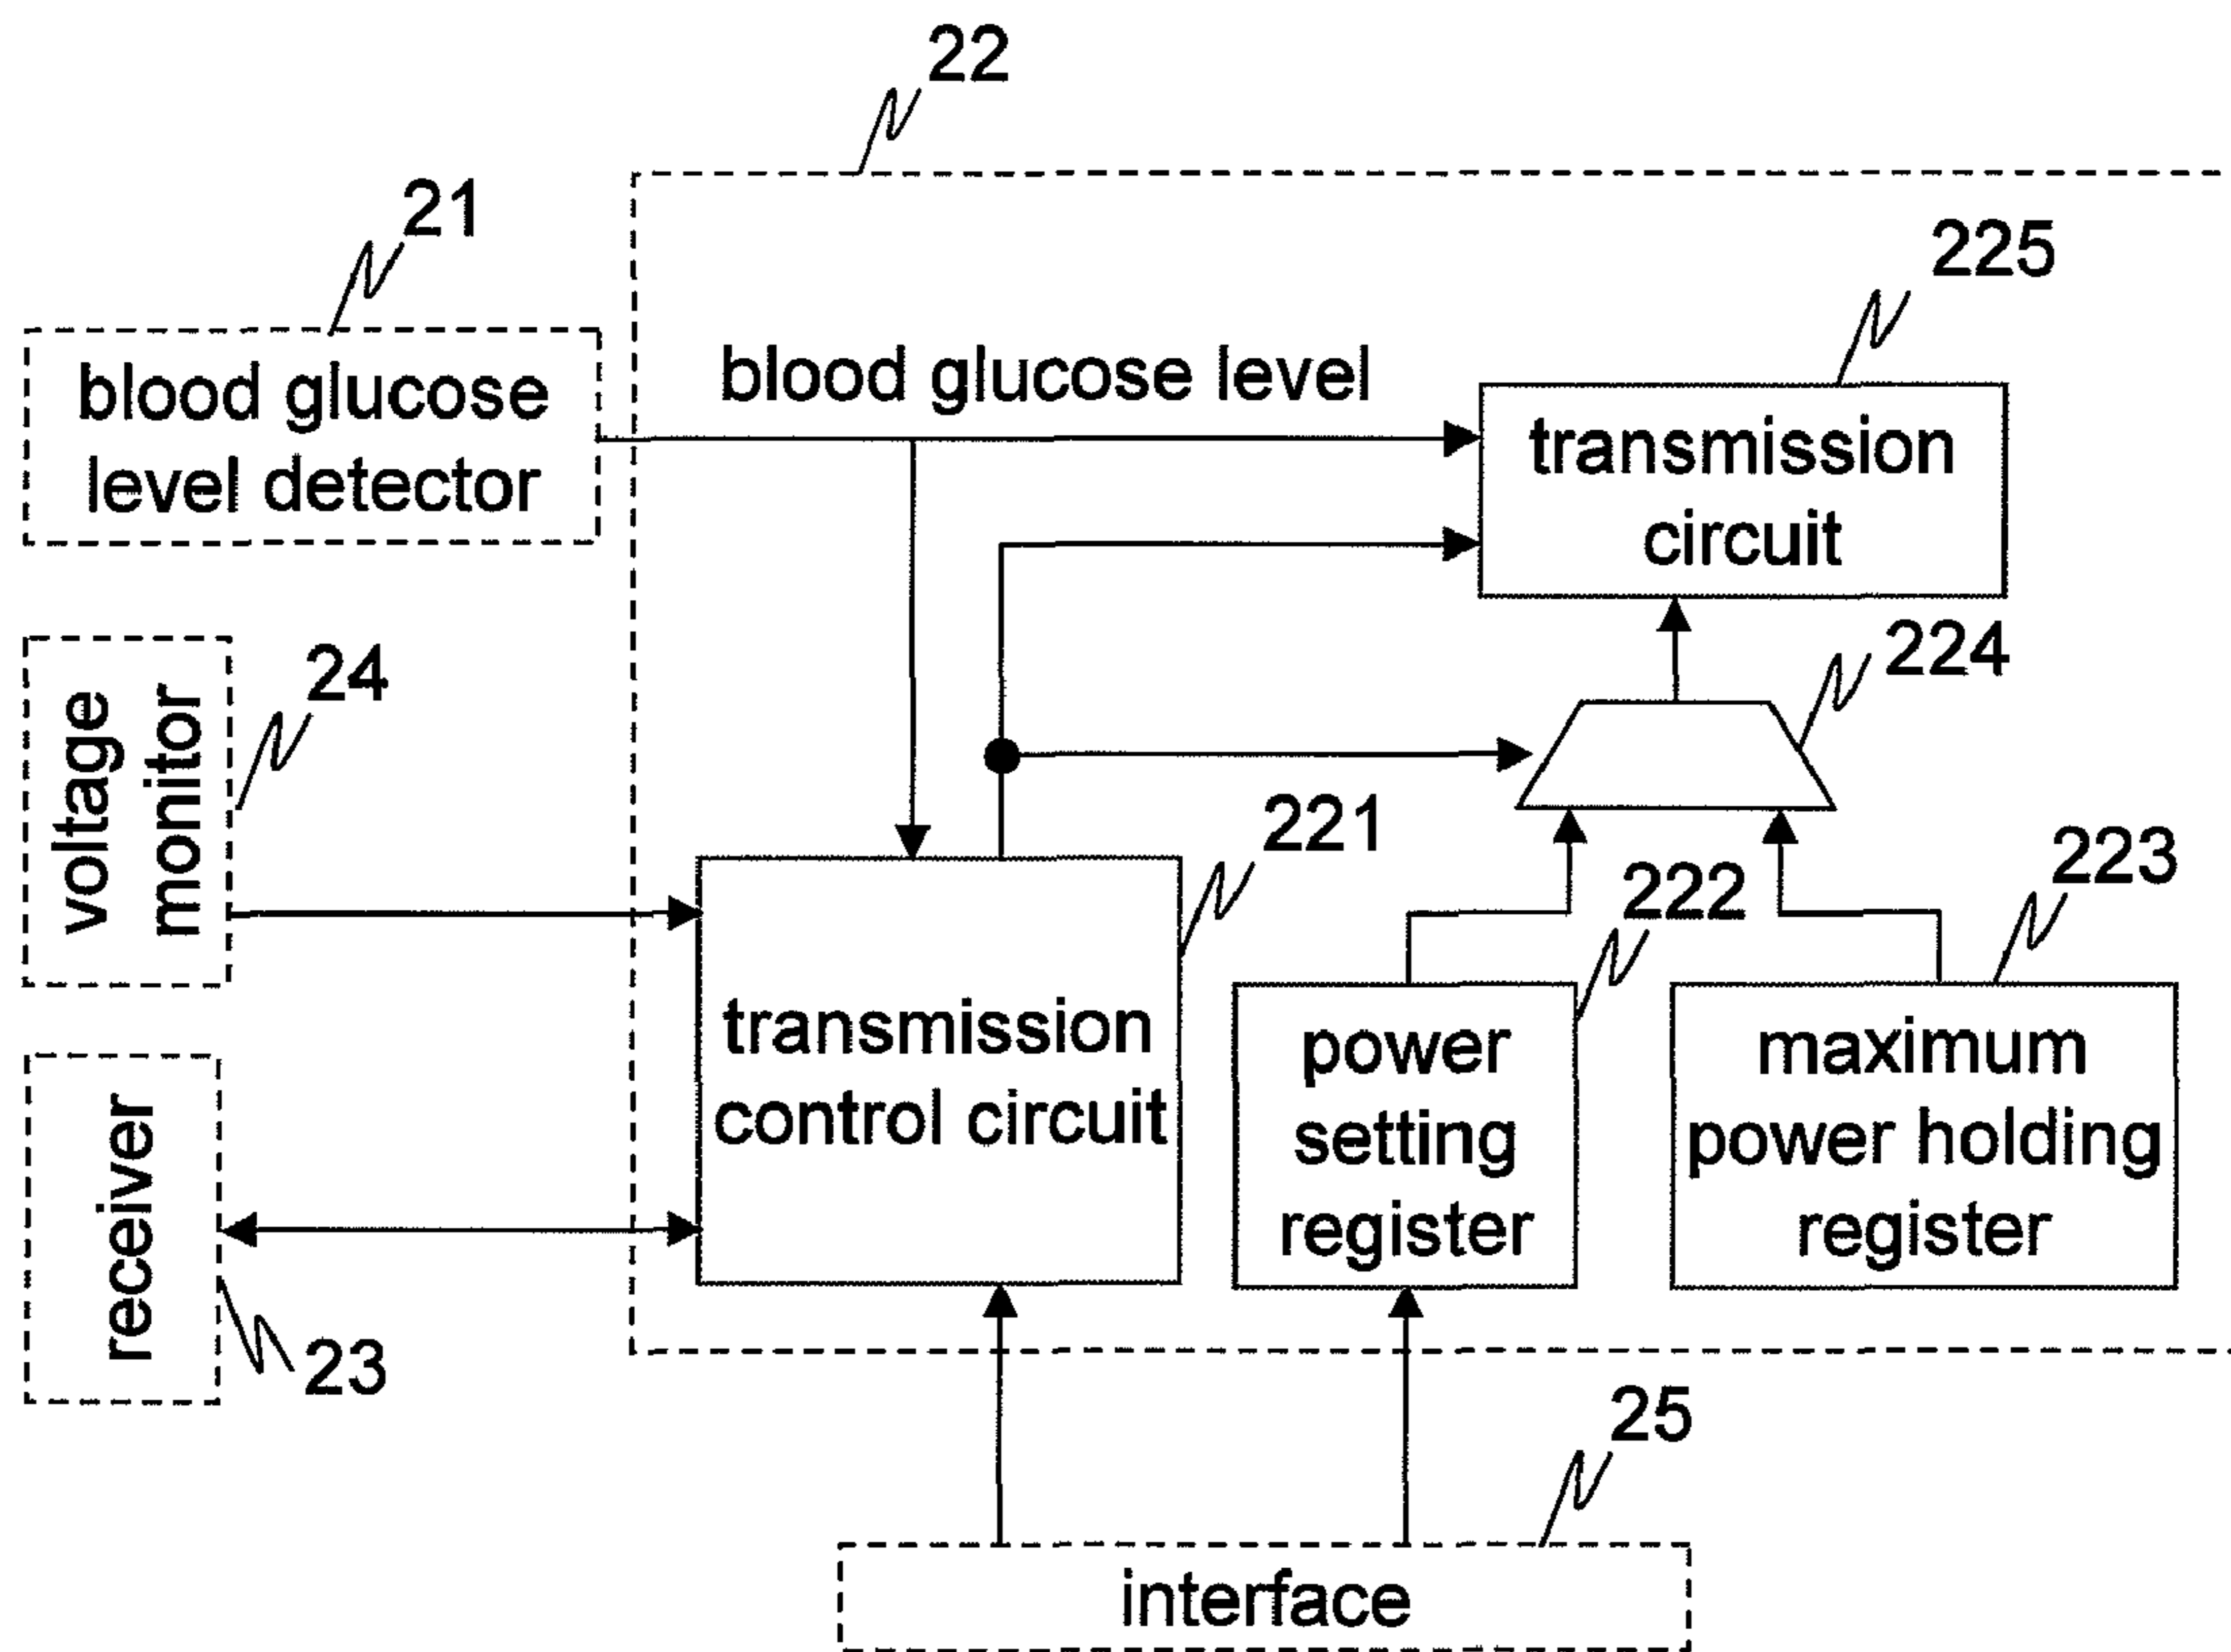 22
21
225
blood glucose
level detector
blood glucose level
transmission
circuit
224
voltage
monitor
24
221
222
223
transmission
control circuit
power
setting
register
maximum
power holding
register
receiver
23
25
interface